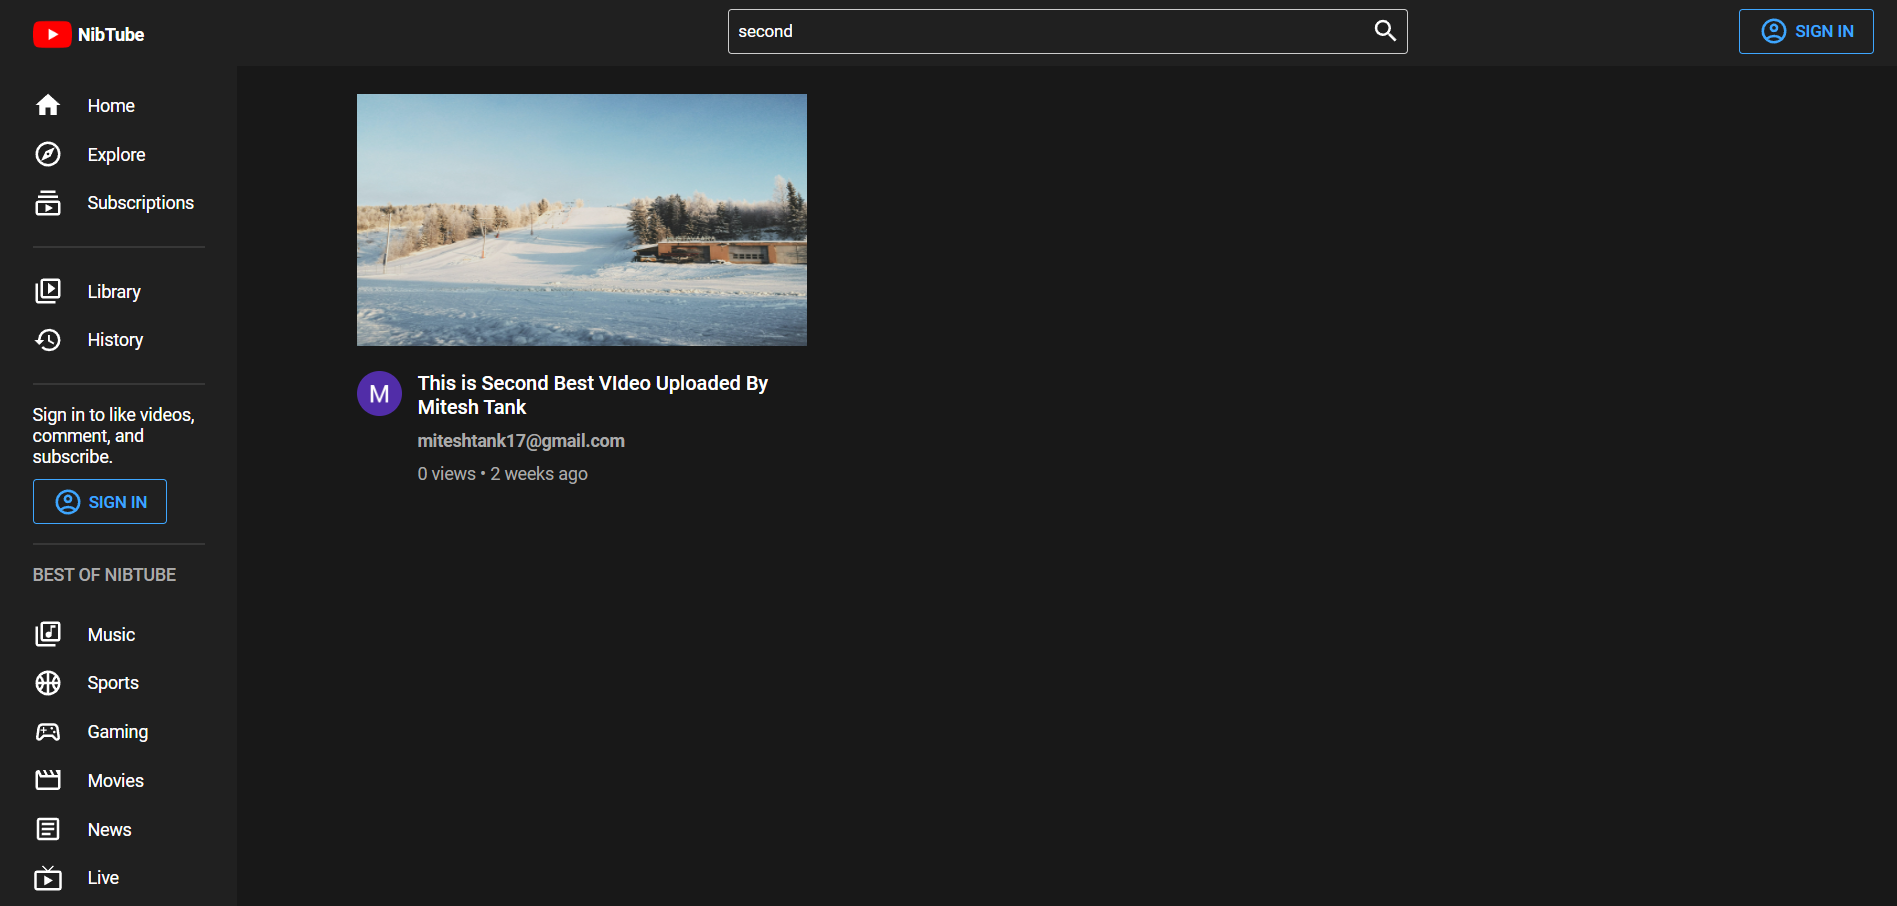 NibTube
second
SIGN IN
Home
Explore
Subscriptions
Library
History
Sign in to like videos,
comment, and
subscribe.
SIGN IN
BEST OF NIBTUBE
Music
Sports
Gaming
Movies
News
Live
M
This is Second Best VIdeo Uploaded By
Mitesh Tank
miteshtank17@gmail.com
0 views • 2 weeks ago